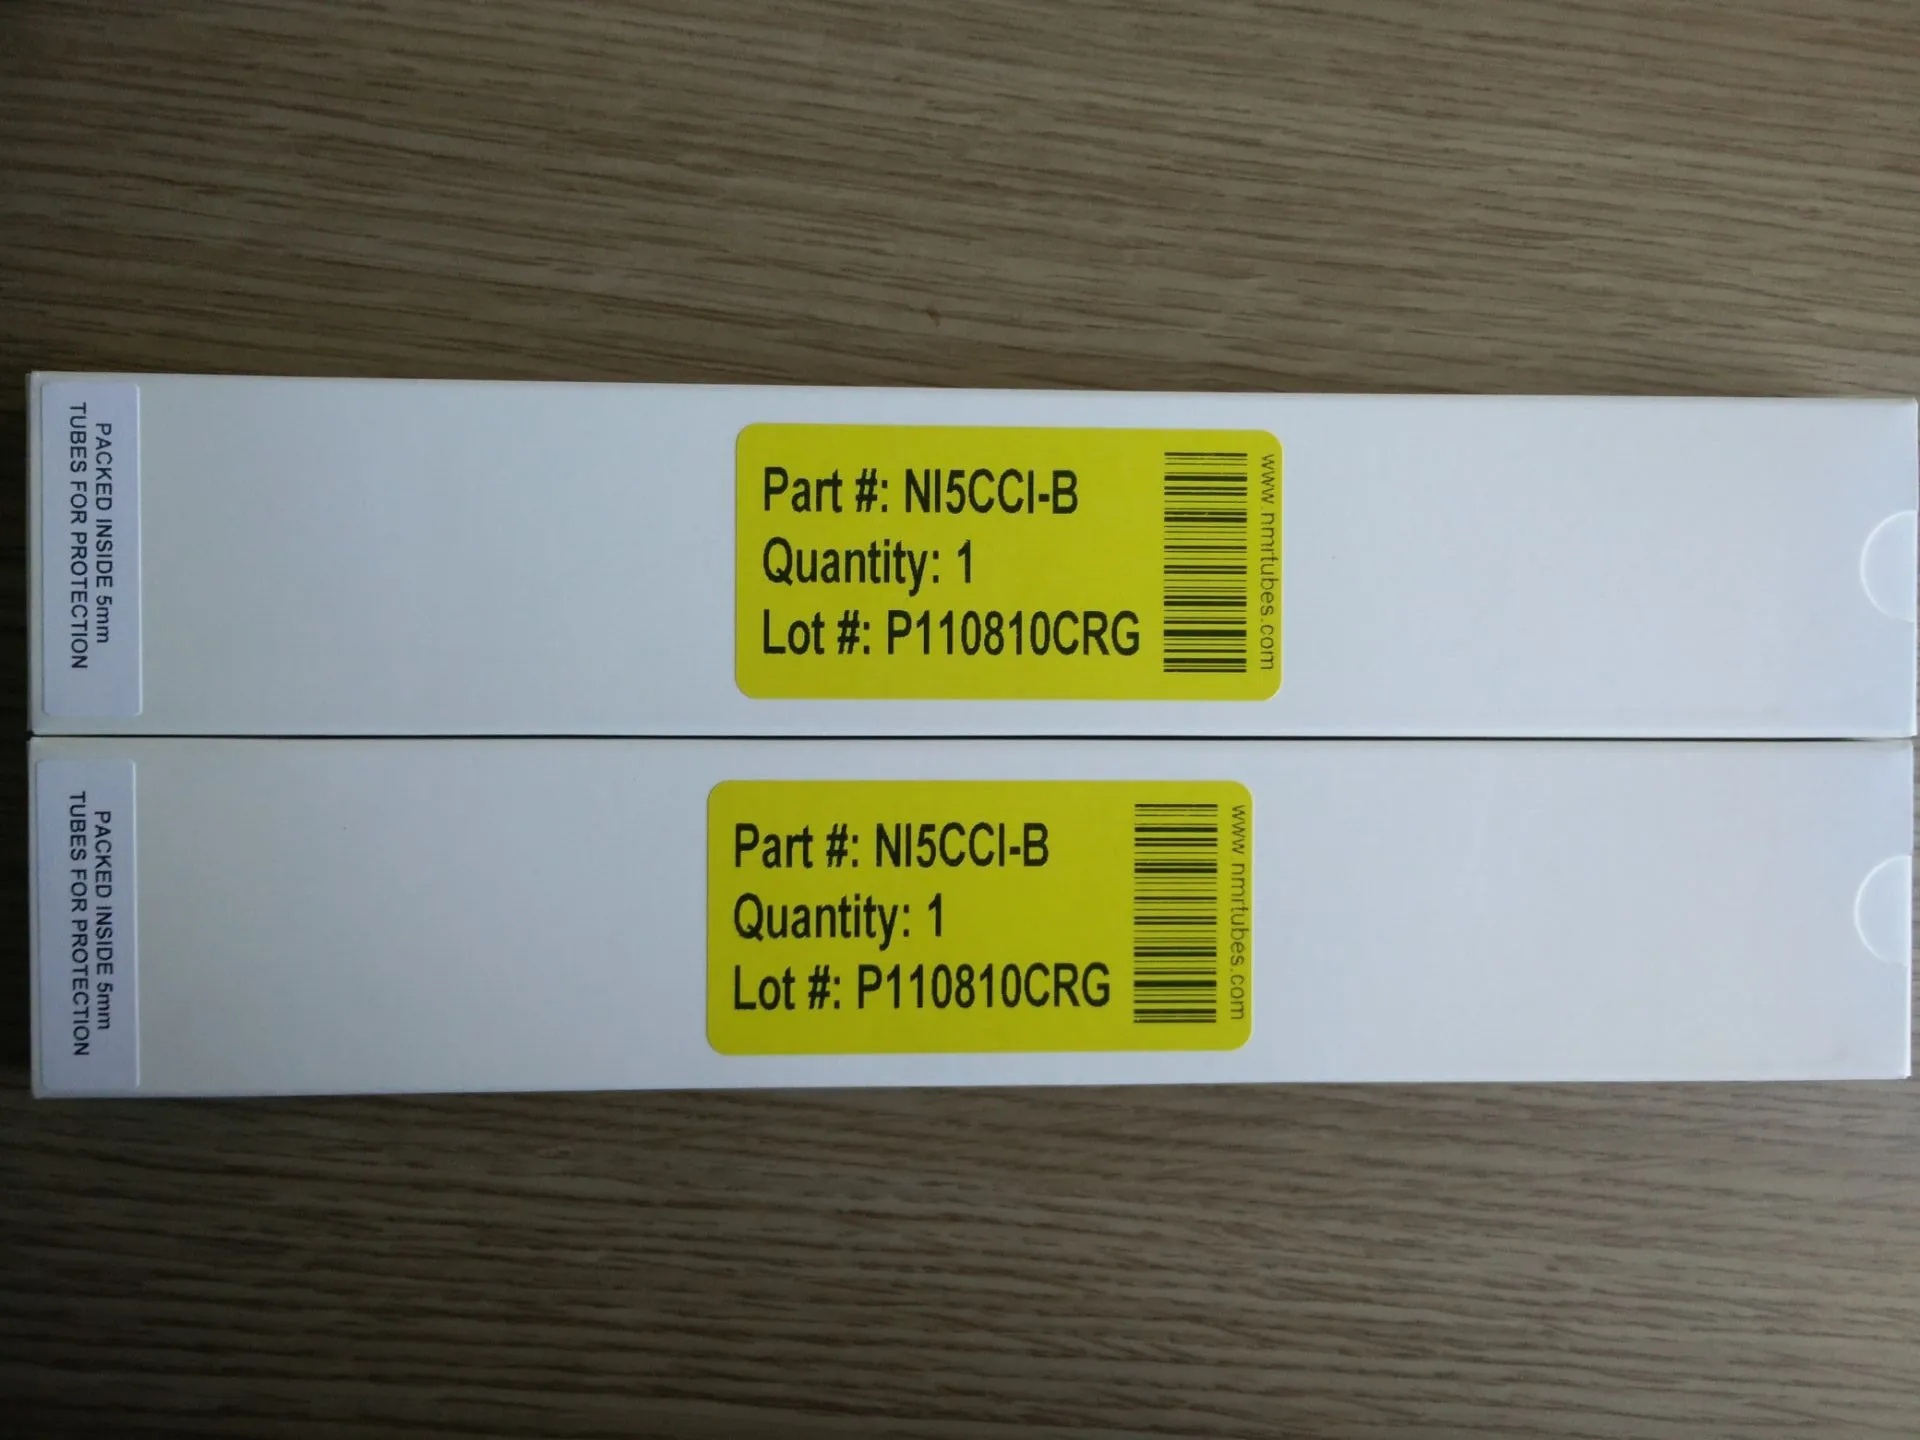 PACKED INSIDE 5mm
TUBES FOR PROTECTION
Part #: NI5CCI-B
Quantity: 1
Lot #: P110810CRG
www.nmrtubes.com
PACKED INSIDE 5mm
TUBES FOR PROTECTION
Part #: NI5CCI-B
Quantity: 1
Lot #: P110810CRG
www.nmrtubes.com